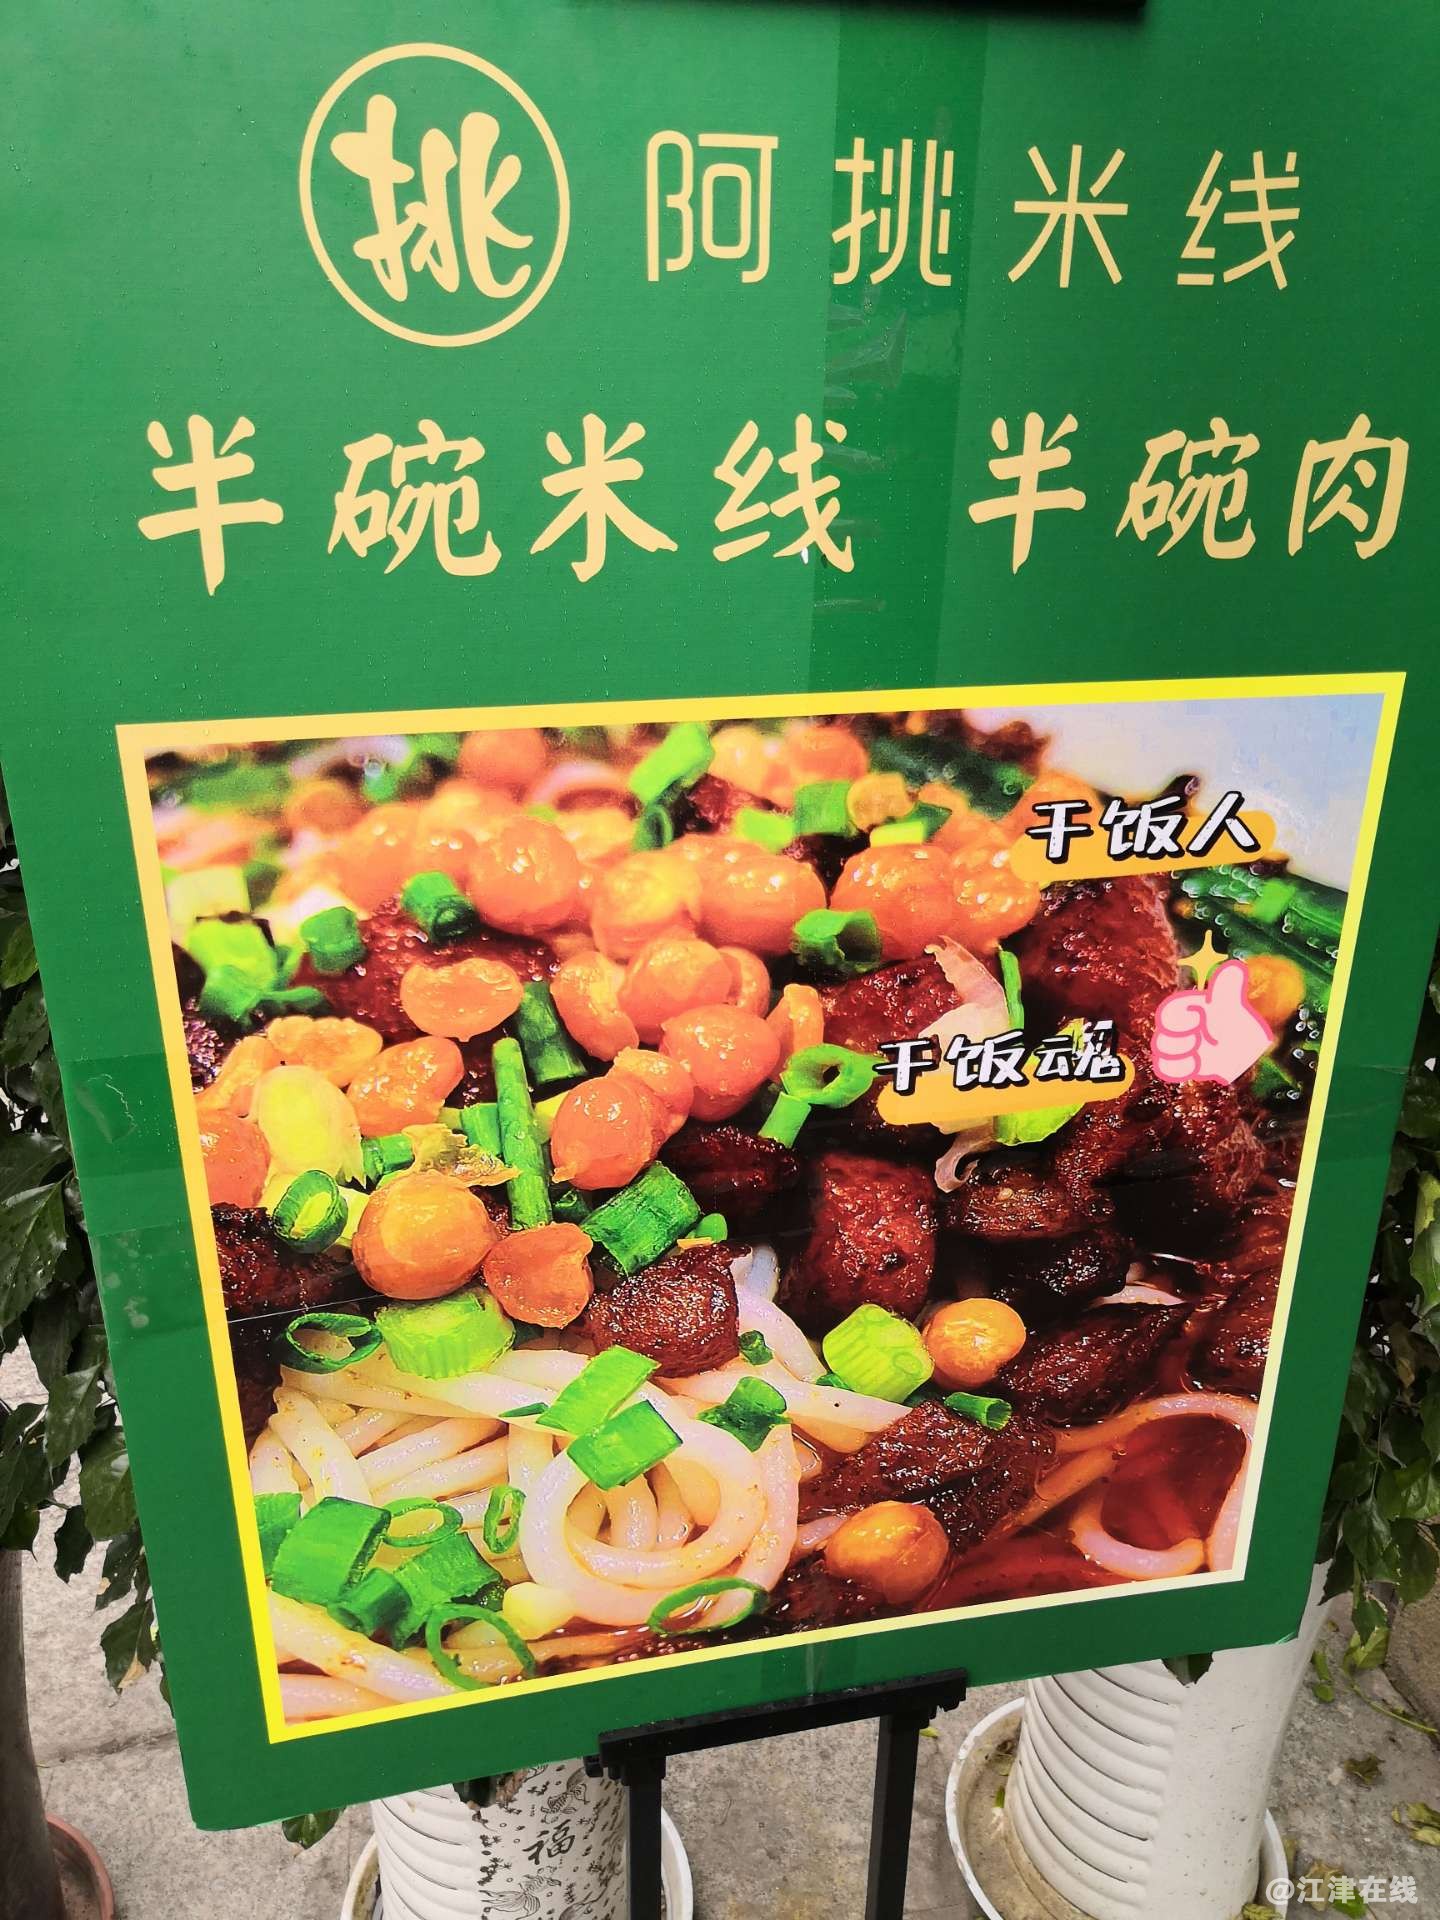 挑 阿挑米线
半碗米线 半碗肉
干饭人
干饭魂
福
@江津在线